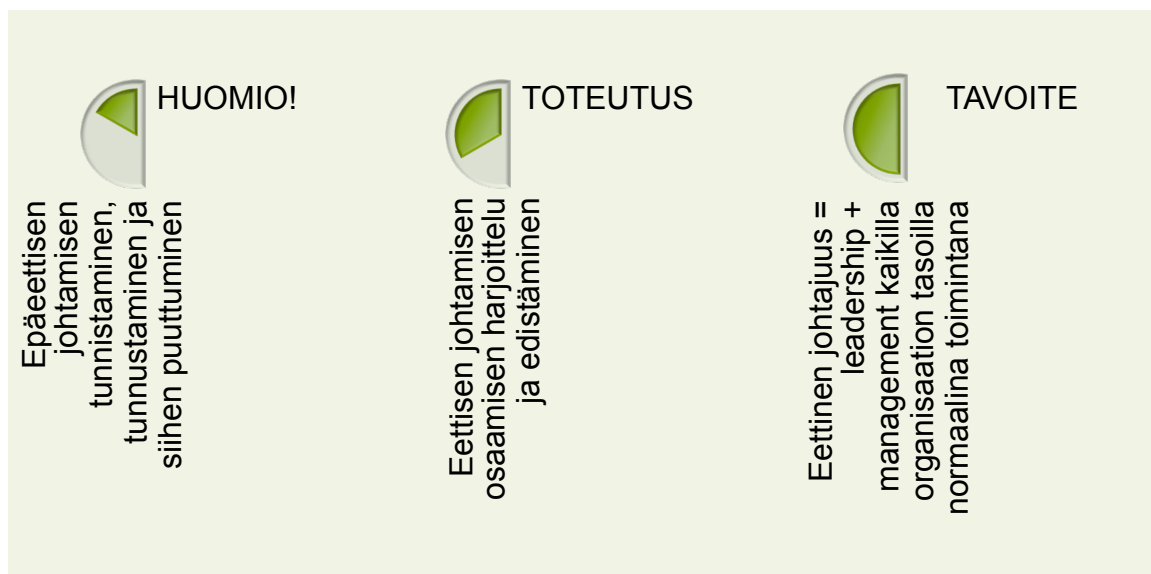 HUOMIO!
Epäeettisen
johtamisen
tunnistaminen,
tunnustaminen ja
siihen puuttuminen
TOTEUTUS
Eettisen johtamisen
osaamisen harjoittelu
ja edistäminen
TAVOITE
Eettinen johtajuus =
leadership +
management kaikilla
organisaation tasoilla
normaalina toimintana